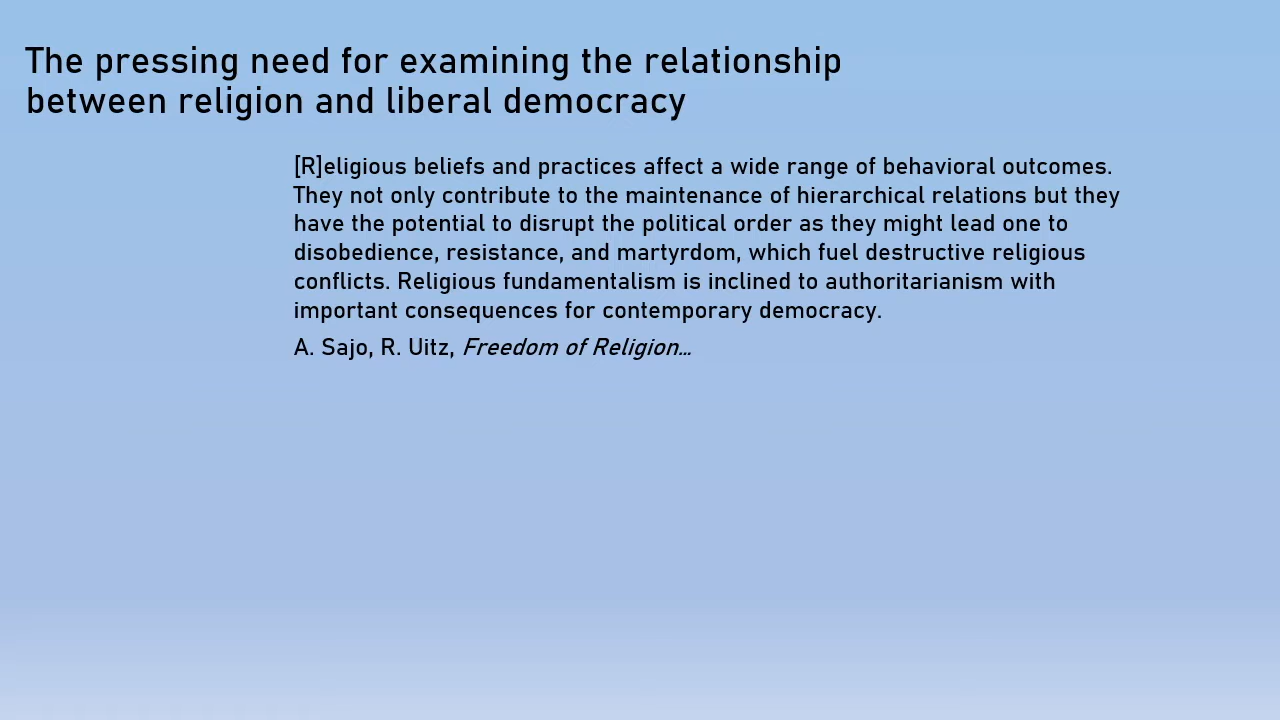 The pressing need for examining the relationship
between religion and liberal democracy
[R]eligious beliefs and practices affect a wide range of behavioral outcomes.
They not only contribute to the maintenance of hierarchical relations but they
have the potential to disrupt the political order as they might lead one to
disobedience, resistance, and martyrdom, which fuel destructive religious
conflicts. Religious fundamentalism is inclined to authoritarianism with
important consequences for contemporary democracy.
A. Sajo, R. Uitz, Freedom of Religion...